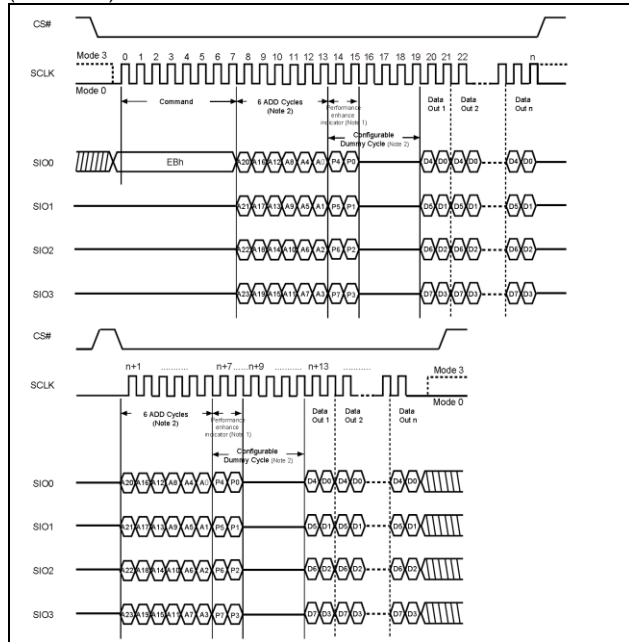 CS#
Mode 3 0 1 2 3 4 5 6 7 8 9 10 11 12 13 14 15 16 17 18 19 20 21 22 n
SCLK
Mode 0
Command 6 ADD Cycles (Note 2) Performance enhance indicator (Note 1) Data Out 1 Data Out 2 Data Out n
Configurable Dummy Cycle (Note 2)
SIO0 EBh A20 A16 A12 A8 A4 A0 P4 P0 D4 D0 D4 D0 D4 D0
SIO1 A21 A17 A13 A9 A5 A1 P5 P1 D5 D1 D5 D1 D5 D1
SIO2 A22 A18 A14 A10 A6 A2 P6 P2 D6 D2 D6 D2 D6 D2
SIO3 A23 A19 A15 A11 A7 A3 P7 P3 D7 D3 D7 D3 D7 D3
CS#
n+1 ........... n+7 ...... n+9 ........... n+13 ...........
SCLK Mode 3
Mode 0
6 ADD Cycles (Note 2) Performance enhance indicator (Note 1) Data Out 1 Data Out 2 Data Out n
Configurable Dummy Cycle (Note 2)
SIO0 A20 A16 A12 A8 A4 A0 P4 P0 D4 D0 D4 D0 D4 D0
SIO1 A21 A17 A13 A9 A5 A1 P5 P1 D5 D1 D5 D1 D5 D1
SIO2 A22 A18 A14 A10 A6 A2 P6 P2 D6 D2 D6 D2 D6 D2
SIO3 A23 A19 A15 A11 A7 A3 P7 P3 D7 D3 D7 D3 D7 D3